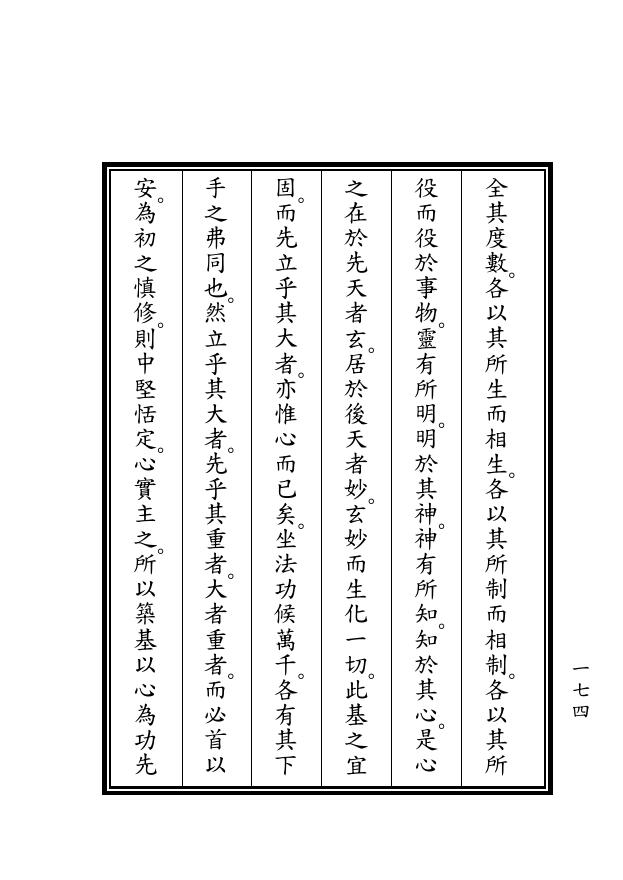 全其度數。各以其所生而相生。各以其所制而相制。各以其所
役而役於事物。靈有所明。明於其神。神有所知。知於其心。是心
之在於先天者玄。居於後天者妙。玄妙而生化一切。此基之宜
固。而先立乎其大者。亦惟心而已矣。坐法功候萬千。各有其下
手之弗同也。然立乎其大者。先乎其重者。大者重者。而必首以
安。為初之慎修。則中堅恬定。心實主之。所以築基以心為功先
一七四